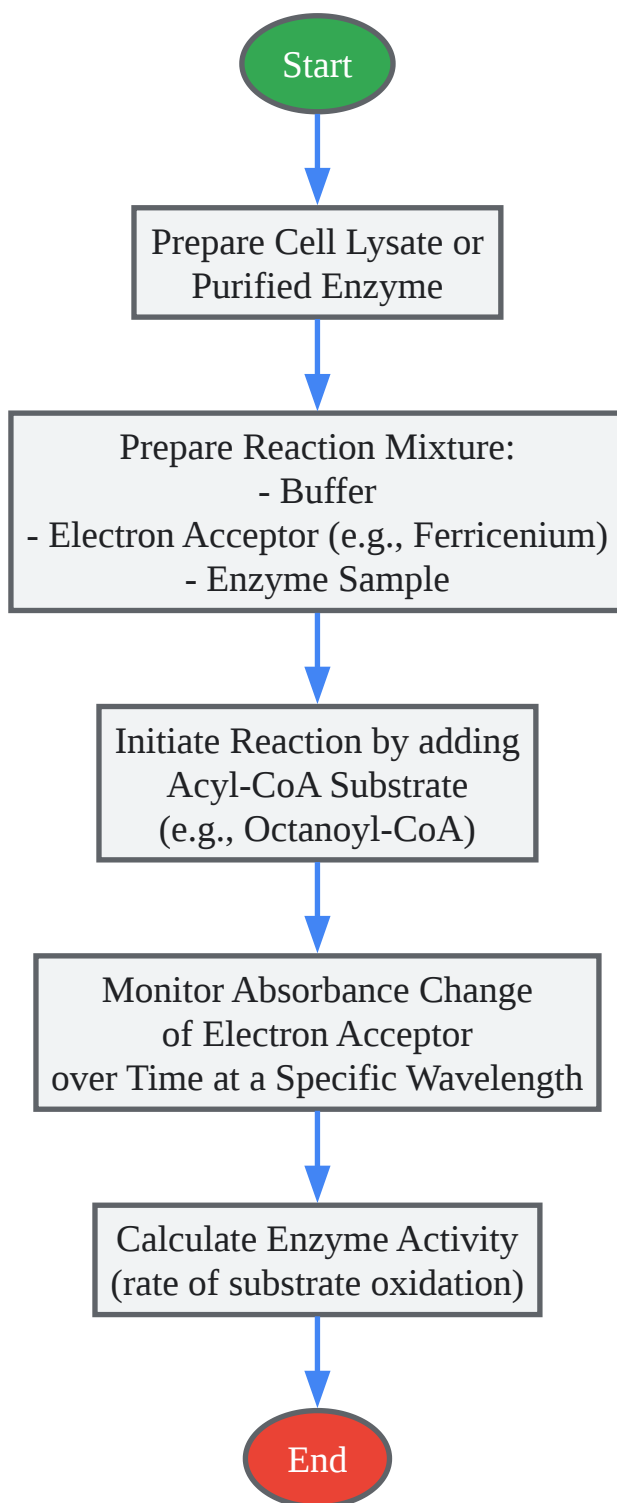 Start
Prepare Cell Lysate or
Purified Enzyme
Prepare Reaction Mixture:
- Buffer
- Electron Acceptor (e.g., Ferricenium)
- Enzyme Sample
Initiate Reaction by adding
Acyl-CoA Substrate
(e.g., Octanoyl-CoA)
Monitor Absorbance Change
of Electron Acceptor
over Time at a Specific Wavelength
Calculate Enzyme Activity
(rate of substrate oxidation)
End